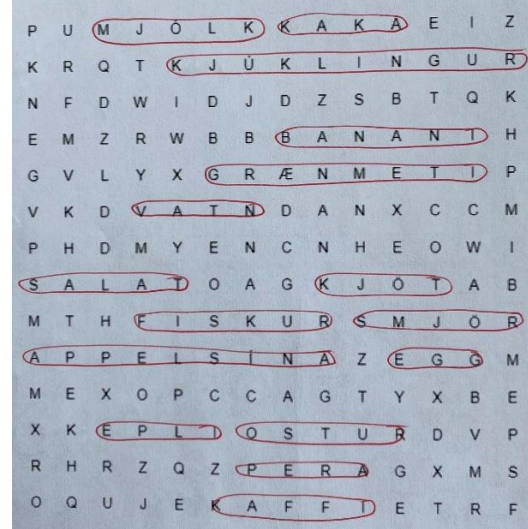 P U M J Ó L K K A K A E I Z
K R Q T K J Ú K L I N G U R
N F D W I D J D Z S B T Q K
E M Z R W B B B A N A N I H
G V L Y X G R Æ N M E T I P
V K D V A T N D A N X C C M
P H D M Y E N C N H E O W I
S A L A T O A G K J Ö T A B
M T H F I S K U R S M J Ö R
A P P E L S Í N A Z E G G M
M E X O P C C A G T Y X B E
X K E P L I O S T U R D V P
R H R Z Q Z P E R A G X M S
O Q U J E K A F F I E T R F